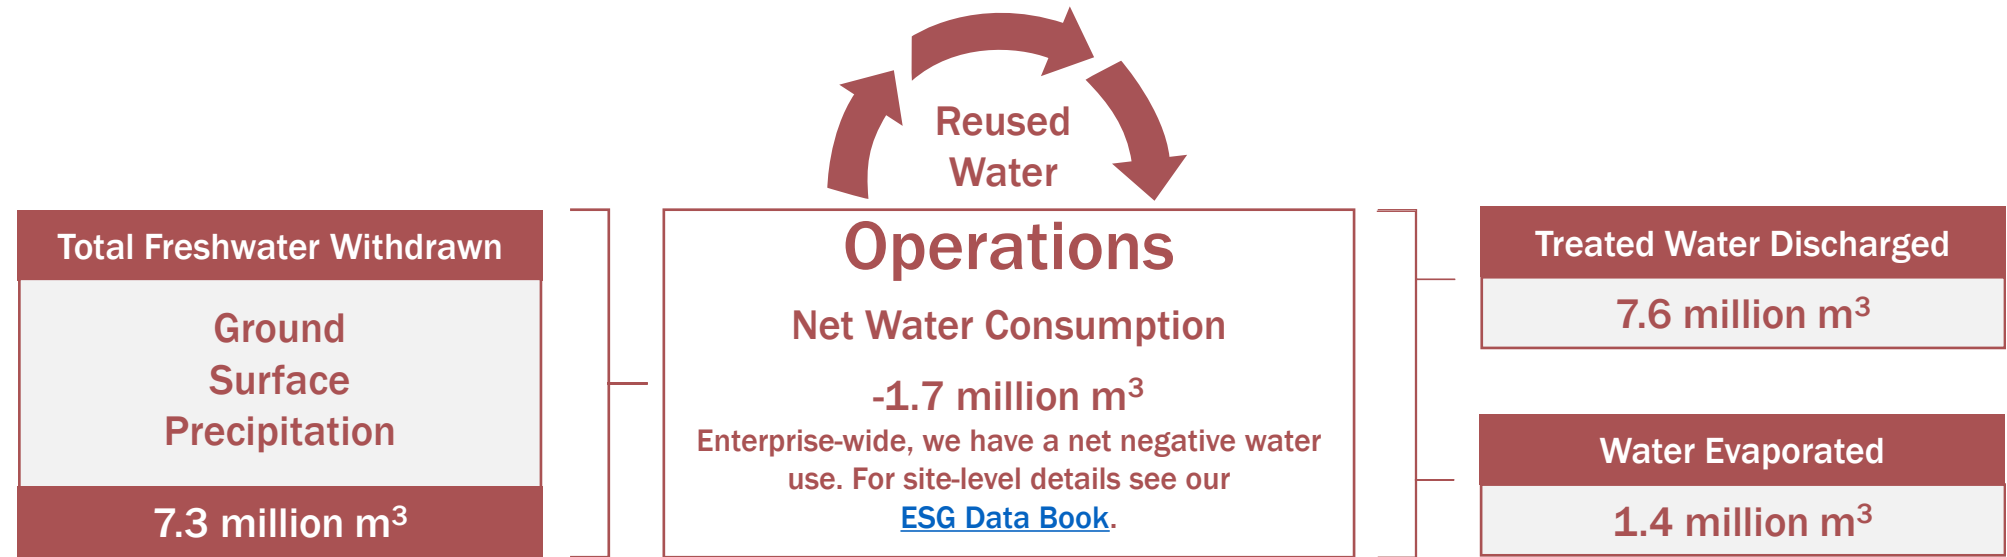 Reused
Water
Total Freshwater Withdrawn
Ground
Surface
Precipitation
7.3 million m³
Operations
Net Water Consumption
-1.7 million m³
Enterprise-wide, we have a net negative water
use. For site-level details see our
ESG Data Book.
Treated Water Discharged
7.6 million m³
Water Evaporated
1.4 million m³